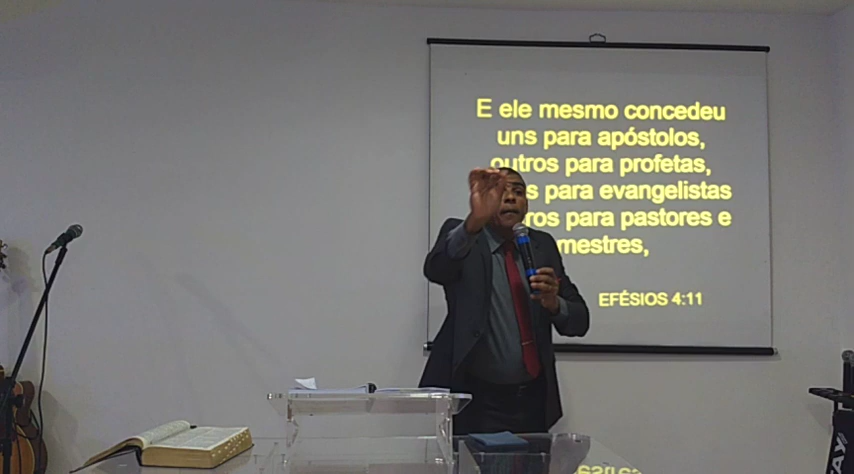 E ele mesmo concedeu
uns para apóstolos,
outros para profetas,
para evangelistas
para pastores e
mestres,
EFÉSIOS 4:11